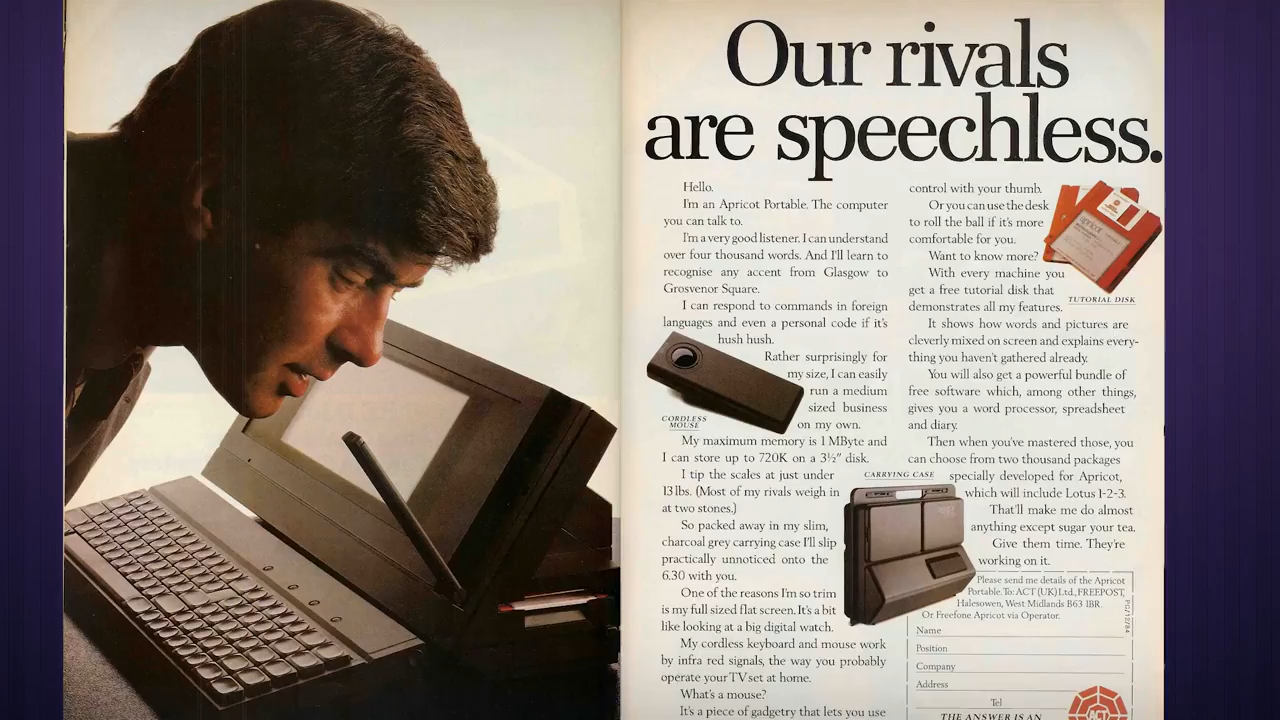 Our rivals
are speechless.
Hello.
I'm an Apricot Portable. The computer
you can talk to.
I'm a very good listener. I can understand
over four thousand words. And I'll learn to
recognise any accent from Glasgow to
Grosvenor Square.
I can respond to commands in foreign
languages and even a personal code if it's
hush hush.
Rather surprisingly for
my size, I can easily
run a medium
sized business
on my own.
CORDLESS
MOUSE
My maximum memory is 1 MByte and
I can store up to 720K on a 3½" disk.
I tip the scales at just under
13lbs. (Most of my rivals weigh in
at two stones.)
So packed away in my slim,
charcoal grey carrying case I'll slip
practically unnoticed onto the
6.30 with you.
One of the reasons I'm so trim
is my full sized flat screen. It's a bit
like looking at a big digital watch.
My cordless keyboard and mouse work
by infra red signals, the way you probably
operate your TV set at home.
What's a mouse?
It's a piece of gadgetry that lets you use
control with your thumb.
Or you can use the desk
to roll the ball if it's more
comfortable for you.
Want to know more?
With every machine you
get a free tutorial disk that
demonstrates all my features.
apricot
TUTORIAL DISK
It shows how words and pictures are
cleverly mixed on screen and explains every-
thing you haven't gathered already.
You will also get a powerful bundle of
free software which, among other things,
gives you a word processor, spreadsheet
and diary.
Then when you've mastered those, you
can choose from two thousand packages
CARRYING CASE
specially developed for Apricot,
which will include Lotus 1-2-3.
That'll make me do almost
anything except sugar your tea.
Give them time. They're
working on it.
Please send me details of the Apricot
Portable. To: ACT (UK) Ltd., FREEPOST,
Halesowen, West Midlands B63 1BR.
Or Freefone Apricot via Operator.
PG/12/84
Name
Position
Company
Address
Tel
THE ANSWER IS AN
ACT